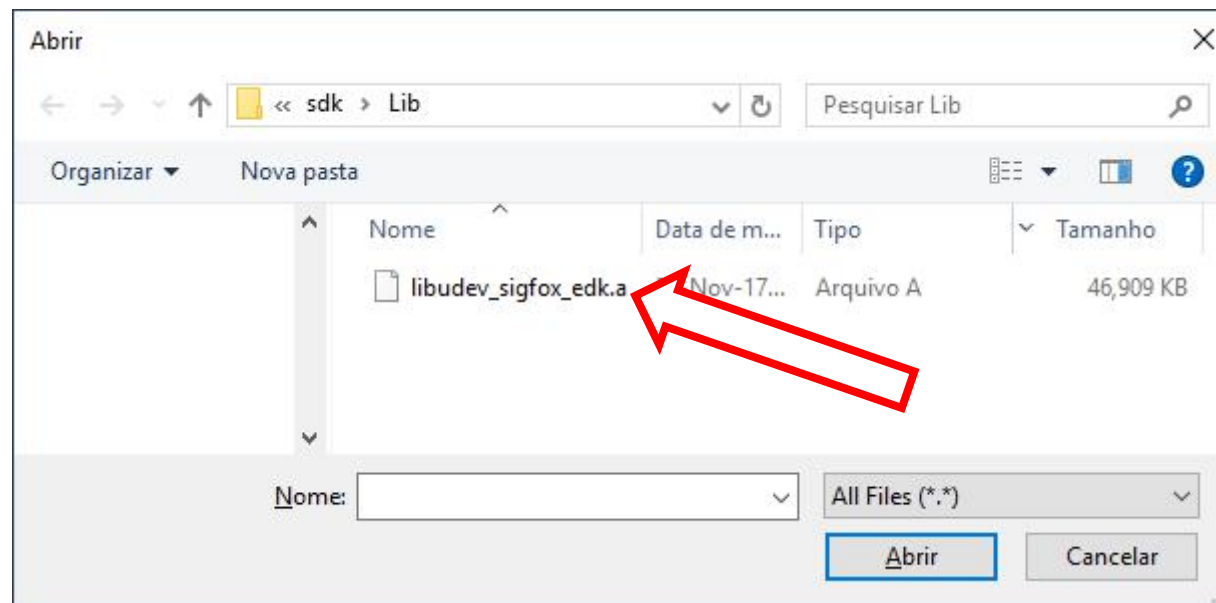 Abrir
« sdk › Lib
Pesquisar Lib
Organizar
Nova pasta
Nome
Data de m...
Tipo
Tamanho
libudev_sigfox_edk.a
Nov-17...
Arquivo A
46,909 KB
Nome:
All Files (*.*)
Abrir
Cancelar